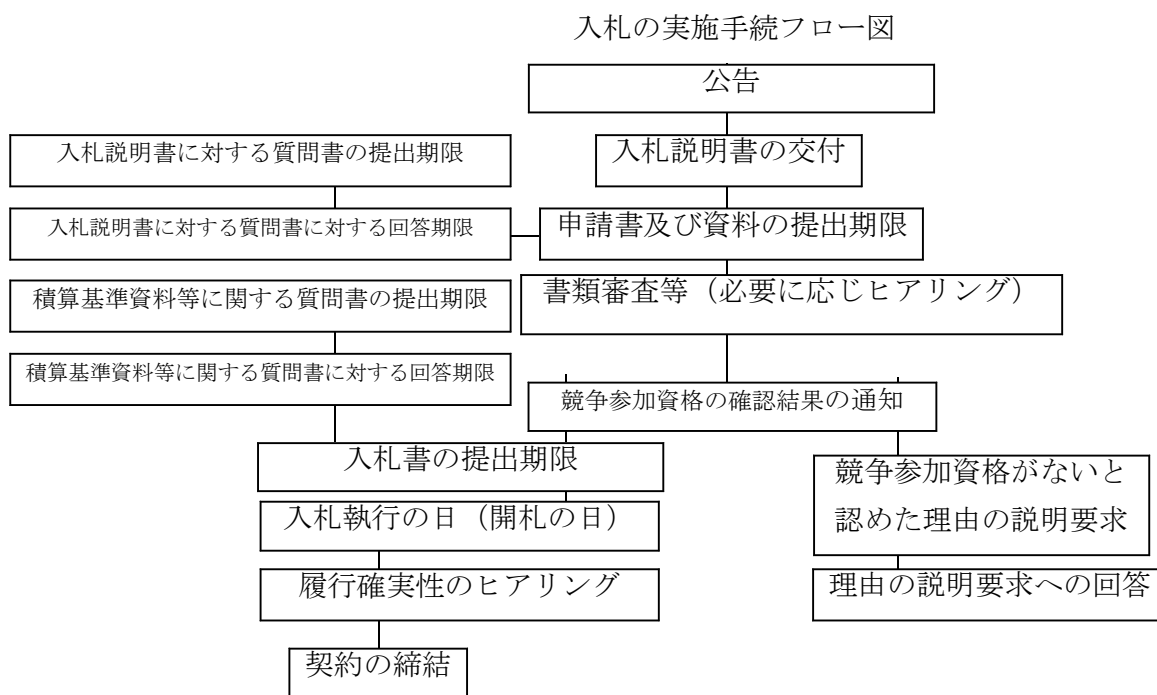 入札の実施手続フロー図
公告
入札説明書に対する質問書の提出期限
入札説明書の交付
入札説明書に対する質問書に対する回答期限
申請書及び資料の提出期限
積算基準資料等に関する質問書の提出期限
書類審査等（必要に応じヒアリング）
積算基準資料等に関する質問書に対する回答期限
競争参加資格の確認結果の通知
入札書の提出期限
競争参加資格がないと
認めた理由の説明要求
入札執行の日（開札の日）
履行確実性のヒアリング
理由の説明要求への回答
契約の締結